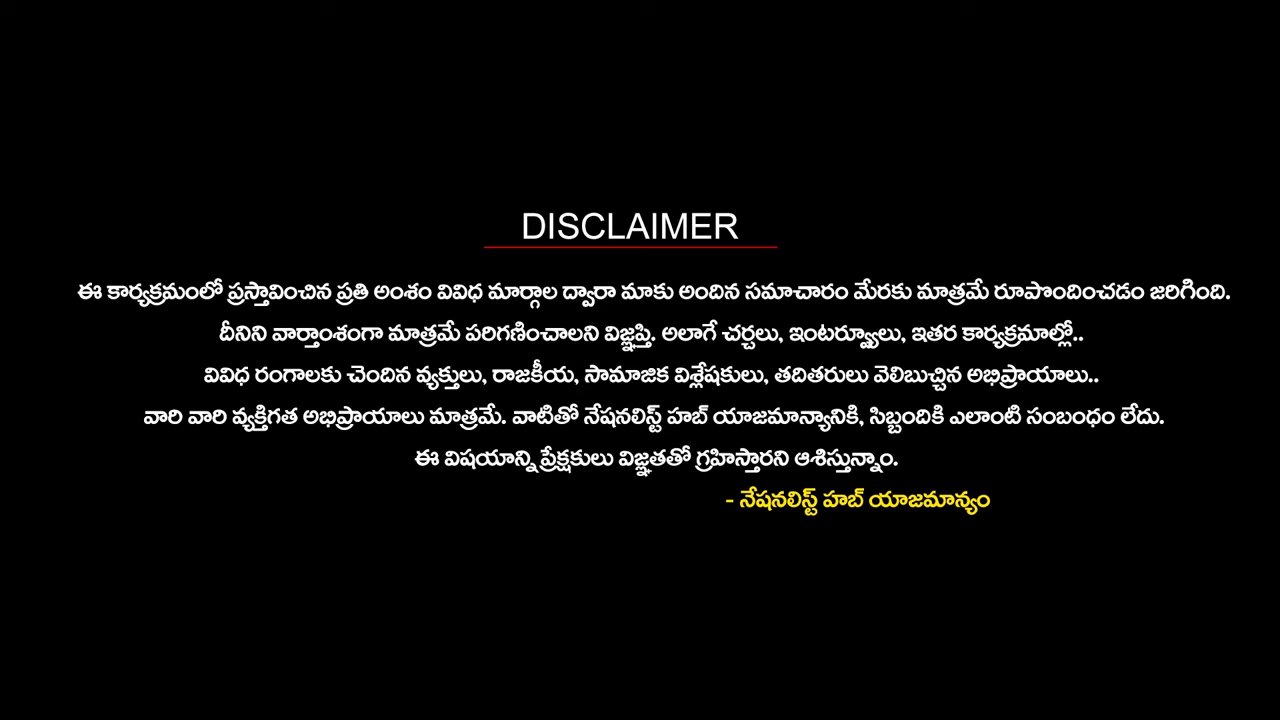 DISCLAIMER
ఈ కార్యక్రమంలో ప్రస్తావించిన ప్రతి అంశం వివిధ మార్గాల ద్వారా మాకు అందిన సమాచారం మేరకు మాత్రమే రూపొందించడం జరిగింది.
దీనిని వార్తాంశంగా మాత్రమే పరిగణించాలని విజ్ఞప్తి. అలాగే చర్చలు, ఇంటర్వ్యూలు, ఇతర కార్యక్రమాల్లో..
వివిధ రంగాలకు చెందిన వ్యక్తులు, రాజకీయ, సామాజిక విశ్లేషకులు, తదితరులు వెలిబుచ్చిన అభిప్రాయాలు..
వారి వారి వ్యక్తిగత అభిప్రాయాలు మాత్రమే. వాటితో నేషనలిస్ట్ హబ్ యాజమాన్యానికి, సిబ్బందికి ఎలాంటి సంబంధం లేదు.
ఈ విషయాన్ని ప్రేక్షకులు విజ్ఞతతో గ్రహిస్తారని ఆశిస్తున్నాం.
- నేషనలిస్ట్ హబ్ యాజమాన్యం